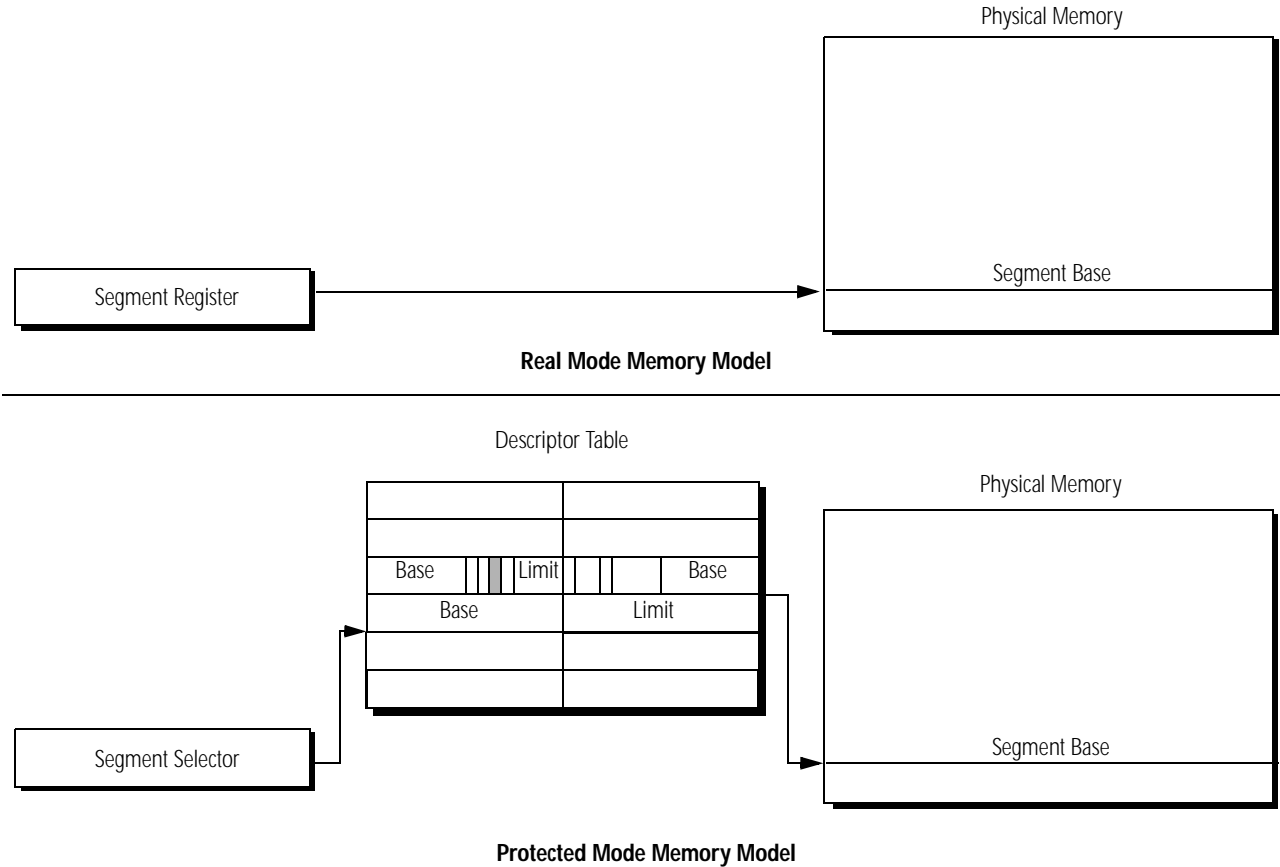 Physical Memory
Segment Base
Segment Register
Real Mode Memory Model
Descriptor Table
Physical Memory
Base Limit Base
Base Limit
Segment Base
Segment Selector
Protected Mode Memory Model